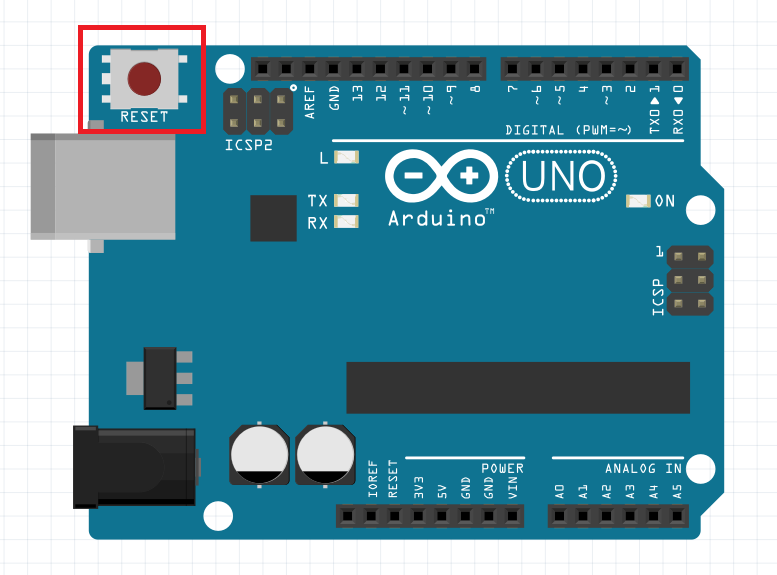 RESET
ICSP2
AREF
GND
13
12
~11
~10
~9
8
7
~6
~5
4
~3
2
TX0▶1
RX0◀0
DIGITAL (PWM=~)
L
TX
RX
UNO
Arduino™
ON
1
ICSP
POWER
ANALOG IN
IOREF
RESET
3V3
5V
GND
GND
VIN
A0
A1
A2
A3
A4
A5